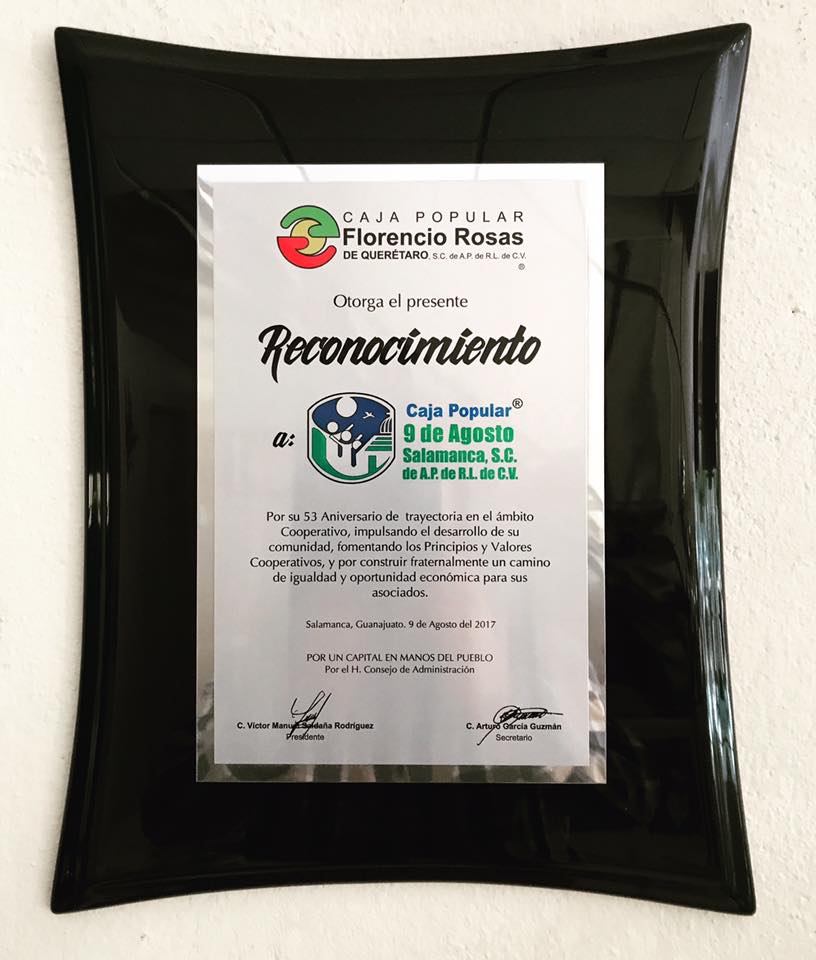 CAJA POPULAR
Florencio Rosas
DE QUERÉTARO, S.C. de A.P. de R.L. de C.V.
®
Otorga el presente
Reconocimiento
a:
Caja Popular®
9 de Agosto
Salamanca, S.C.
de A.P. de R.L. de C.V.
Por su 53 Aniversario de trayectoria en el ámbito
Cooperativo, impulsando el desarrollo de su
comunidad, fomentando los Principios y Valores
Cooperativos, y por construir fraternalmente un camino
de igualdad y oportunidad económica para sus
asociados.
Salamanca, Guanajuato. 9 de Agosto del 2017
POR UN CAPITAL EN MANOS DEL PUEBLO
Por el H. Consejo de Administración
C. Víctor Manuel Saldaña Rodríguez
Presidente
C. Arturo García Guzmán
Secretario